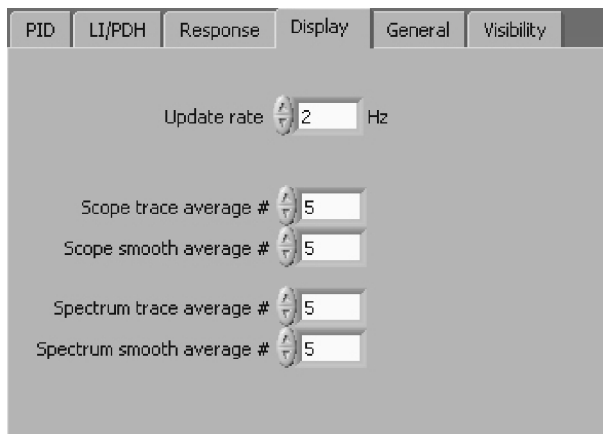 PID LI/PDH Response Display General Visibility
Update rate 2 Hz
Scope trace average # 5
Scope smooth average # 5
Spectrum trace average # 5
Spectrum smooth average # 5